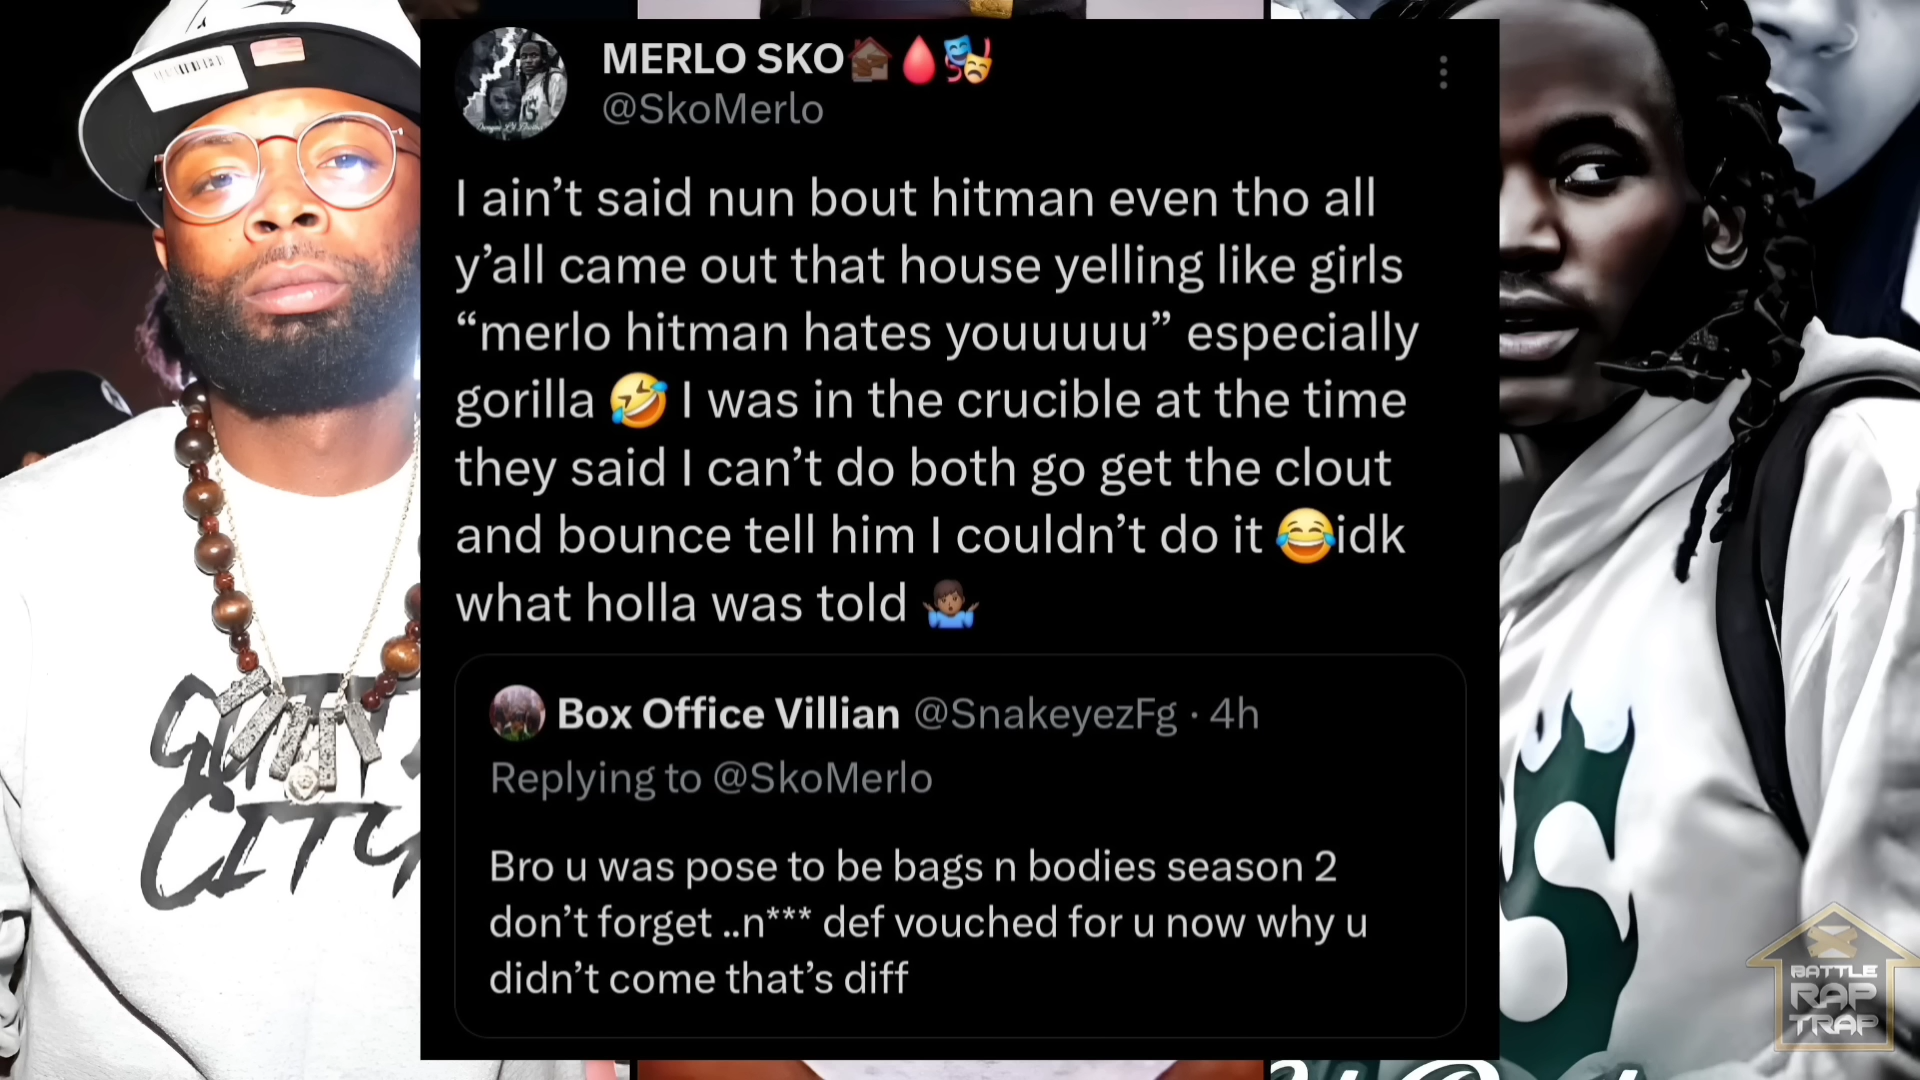 MERLO SKO🏠🩸🎭
@SkoMerlo
I ain’t said nun bout hitman even tho all
y’all came out that house yelling like girls
“merlo hitman hates youuuuu” especially
gorilla 🤣 I was in the crucible at the time
they said I can’t do both go get the clout
and bounce tell him I couldn’t do it 😂idk
what holla was told 🤷🏾‍♂️
Box Office Villian @SnakeyezFg · 4h
Replying to @SkoMerlo
Bro u was pose to be bags n bodies season 2
don’t forget ..n*** def vouched for u now why u
didn’t come that’s diff
CITY
BATTLE
RAP
TRAP